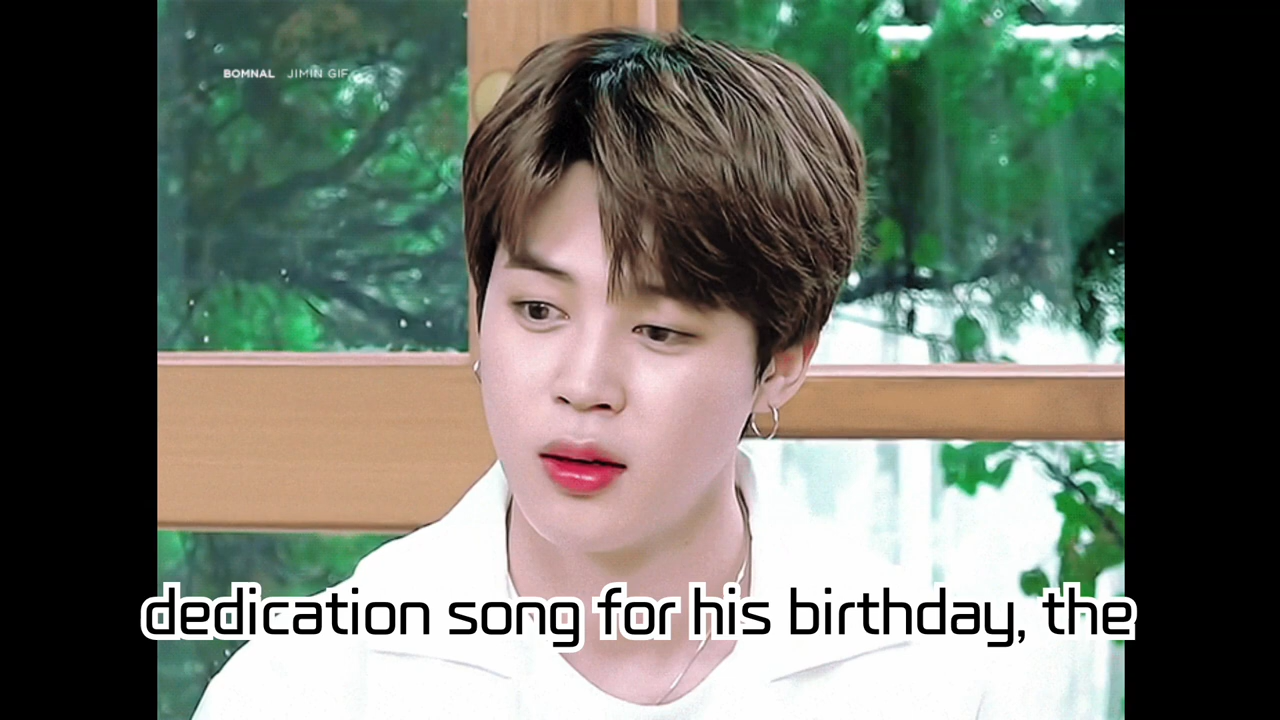 BOMNAL JIMIN GIF
dedication song for his birthday, the